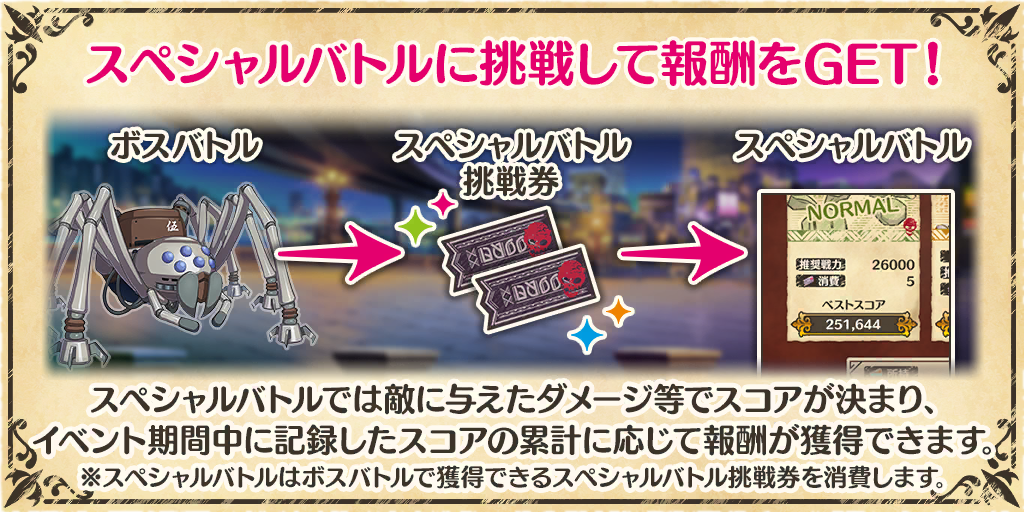 スペシャルバトルに挑戦して報酬をGET!
ボスバトル
スペシャルバトル
挑戦券
スペシャルバトル
伍
NORMAL
推奨戦力 26000
消費 5
ベストスコア
251,644
スペシャルバトルでは敵に与えたダメージ等でスコアが決まり、
イベント期間中に記録したスコアの累計に応じて報酬が獲得できます。
※スペシャルバトルはボスバトルで獲得できるスペシャルバトル挑戦券を消費します。